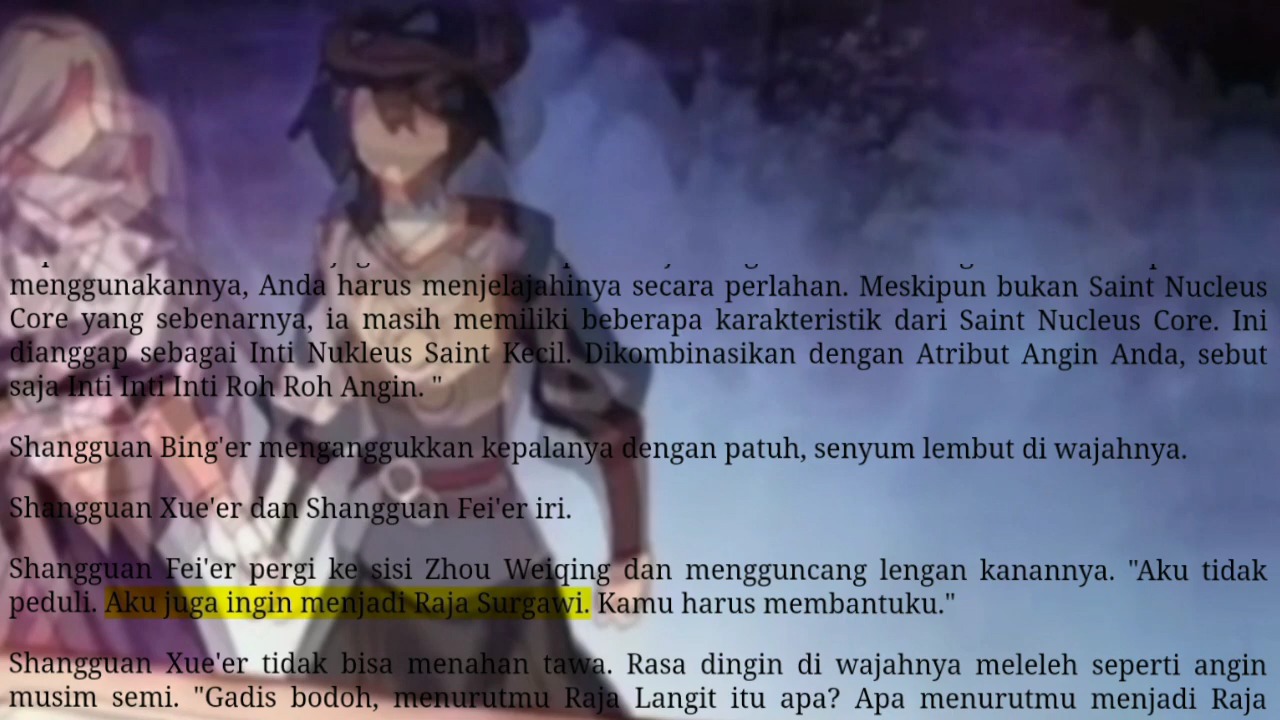 menggunakannya, Anda harus menjelajahinya secara perlahan. Meskipun bukan Saint Nucleus
Core yang sebenarnya, ia masih memiliki beberapa karakteristik dari Saint Nucleus Core. Ini
dianggap sebagai Inti Nukleus Saint Kecil. Dikombinasikan dengan Atribut Angin Anda, sebut
saja Inti Inti Inti Roh Roh Angin. "
Shangguan Bing'er menganggukkan kepalanya dengan patuh, senyum lembut di wajahnya.
Shangguan Xue'er dan Shangguan Fei'er iri.
Shangguan Fei'er pergi ke sisi Zhou Weiqing dan mengguncang lengan kanannya. "Aku tidak
peduli. Aku juga ingin menjadi Raja Surgawi. Kamu harus membantuku."
Shangguan Xue'er tidak bisa menahan tawa. Rasa dingin di wajahnya meleleh seperti angin
musim semi. "Gadis bodoh, menurutmu Raja Langit itu apa? Apa menurutmu menjadi Raja